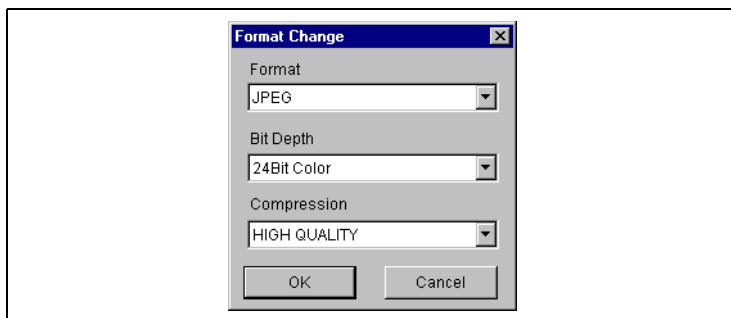 Format Change
Format
JPEG
Bit Depth
24Bit Color
Compression
HIGH QUALITY
OK Cancel